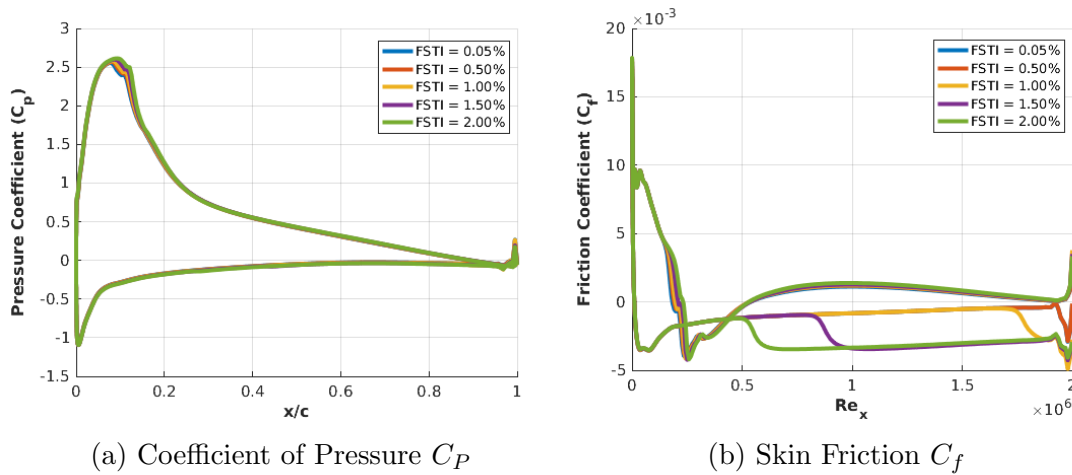 3
2.5
2
1.5
1
0.5
0
-0.5
-1
-1.5
0
0.2
0.4
0.6
0.8
1
x/c
Pressure Coefficient (C_p)
FSTI = 0.05%
FSTI = 0.50%
FSTI = 1.00%
FSTI = 1.50%
FSTI = 2.00%
(a) Coefficient of Pressure C_P
×10^-3
20
15
10
5
0
-5
0
0.5
1
1.5
2
×10^6
Re_x
Friction Coefficient (C_f)
FSTI = 0.05%
FSTI = 0.50%
FSTI = 1.00%
FSTI = 1.50%
FSTI = 2.00%
(b) Skin Friction C_f